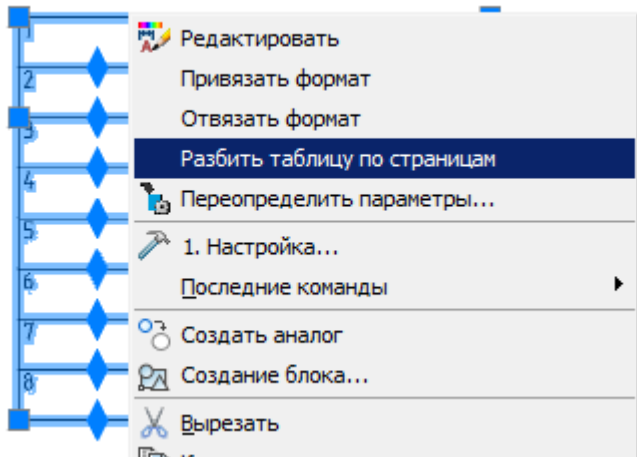 1
Редактировать
2
Привязать формат
3
Отвязать формат
4
Разбить таблицу по страницам
Переопределить параметры...
5
1. Настройка...
6
Последние команды
7
Создать аналог
8
Создание блока...
Вырезать